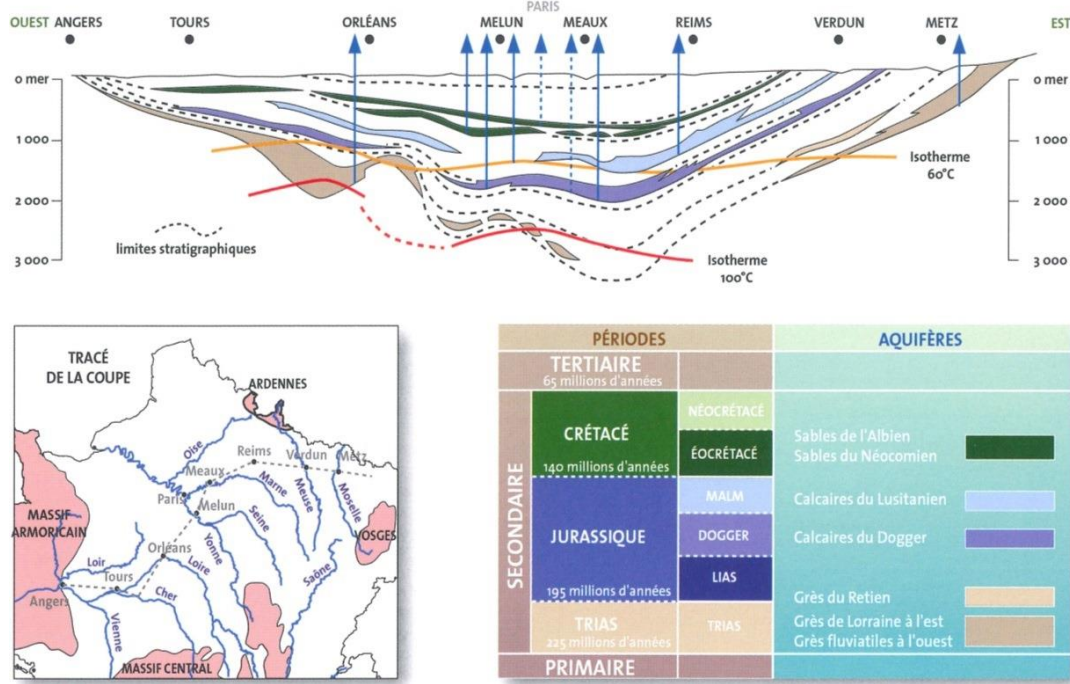 PARIS
OUEST ANGERS TOURS ORLÉANS MELUN MEAUX REIMS VERDUN METZ EST
0 mer 0 mer
1 000 1 000
Isotherme
60°C
2 000 2 000
limites stratigraphiques
3 000 3 000
Isotherme
100°C
TRACÉ
DE LA COUPE
ARDENNES
Oise
Reims
Verdun
Metz
Meaux
Marne
Meuse
Moselle
Paris
Melun
Seine
MASSIF
ARMORICAIN
VOSGES
Orléans
Yonne
Loir
Loire
Saône
Tours
Cher
Angers
Vienne
MASSIF CENTRAL
PÉRIODES AQUIFÈRES
TERTIAIRE
65 millions d'années
SECONDAIRE
CRÉTACÉ
140 millions d'années
NÉOCRÉTACÉ
ÉOCRÉTACÉ
Sables de l'Albien
Sables du Néocomien
JURASSIQUE
195 millions d'années
MALM
Calcaires du Lusitanien
DOGGER
Calcaires du Dogger
LIAS
TRIAS
225 millions d'années
TRIAS
Grès du Retien
Grès de Lorraine à l'est
Grès fluviatiles à l'ouest
PRIMAIRE